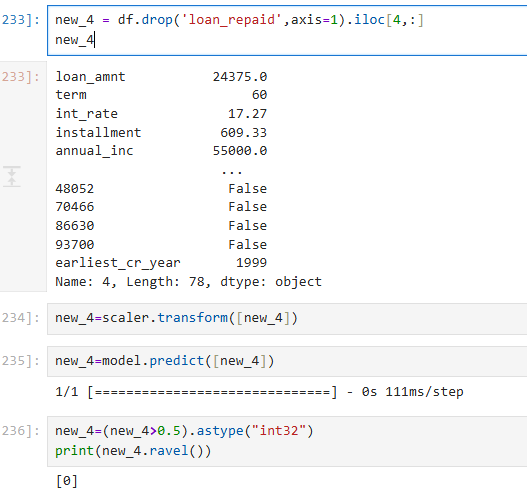 233]: new_4 = df.drop('loan_repaid',axis=1).iloc[4,:]
new_4
233]: loan_amnt 24375.0
term 60
int_rate 17.27
installment 609.33
annual_inc 55000.0
...
48052 False
70466 False
86630 False
93700 False
earliest_cr_year 1999
Name: 4, Length: 78, dtype: object
234]: new_4=scaler.transform([new_4])
235]: new_4=model.predict([new_4])
1/1 [==============================] - 0s 111ms/step
236]: new_4=(new_4>0.5).astype("int32")
print(new_4.ravel())
[0]